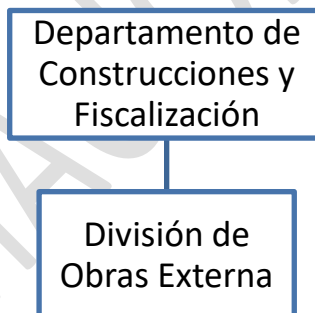 Departamento de
Construcciones y
Fiscalización
División de
Obras Externa